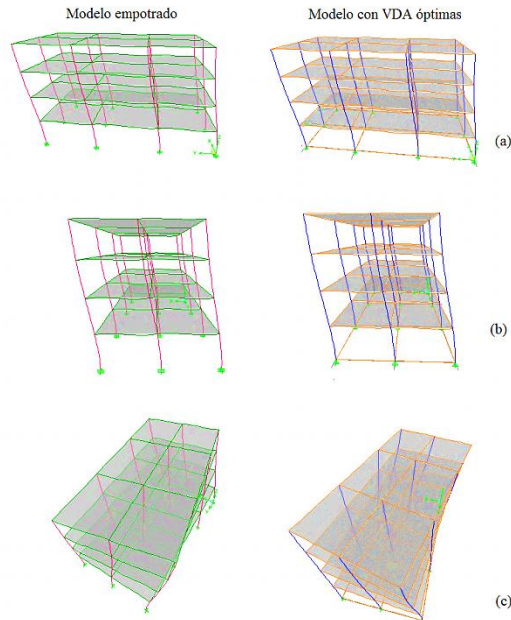 Modelo empotrado
Modelo con VDA óptimas
(a)
(b)
(c)